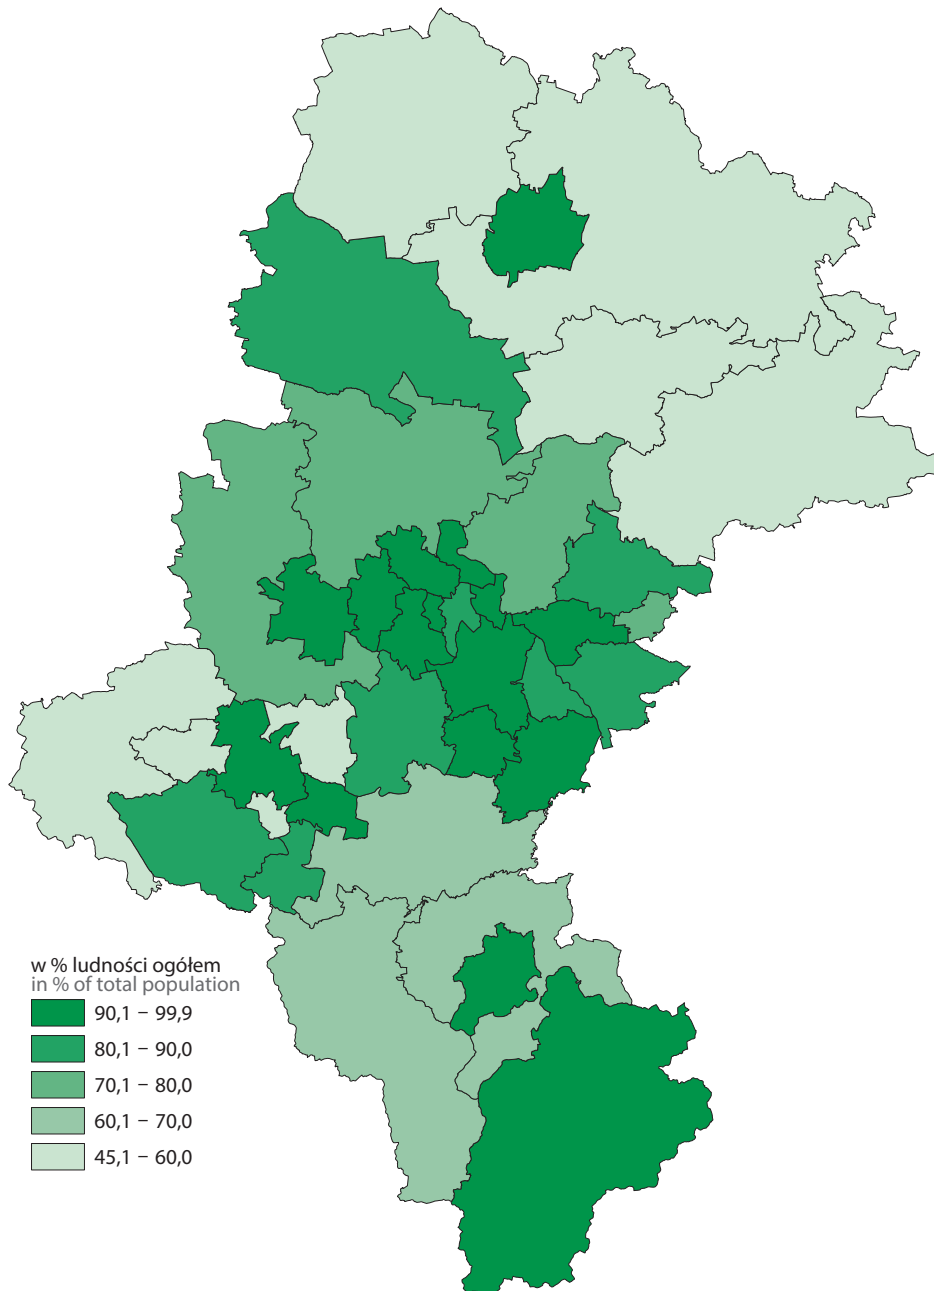 w % ludności ogółem
in % of total population
90,1 – 99,9
80,1 – 90,0
70,1 – 80,0
60,1 – 70,0
45,1 – 60,0